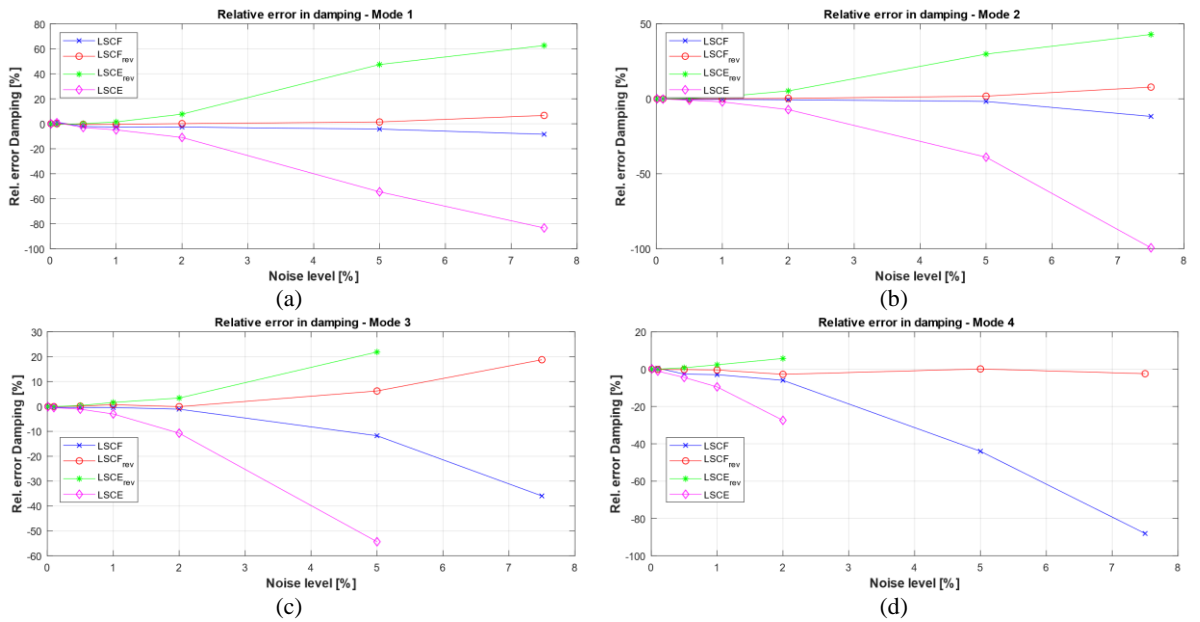 Relative error in damping - Mode 1
80
60
40
20
0
-20
-40
-60
-80
-100
Rel. error Damping [%]
LSCF
LSCFrev
LSCErev
LSCE
0 1 2 3 4 5 6 7 8
Noise level [%]
(a)
Relative error in damping - Mode 2
50
0
-50
-100
Rel. error Damping [%]
LSCF
LSCFrev
LSCErev
LSCE
0 1 2 3 4 5 6 7 8
Noise level [%]
(b)
Relative error in damping - Mode 3
30
20
10
0
-10
-20
-30
-40
-50
-60
Rel. error Damping [%]
LSCF
LSCFrev
LSCErev
LSCE
0 1 2 3 4 5 6 7 8
Noise level [%]
(c)
Relative error in damping - Mode 4
20
0
-20
-40
-60
-80
-100
Rel. error Damping [%]
LSCF
LSCFrev
LSCErev
LSCE
0 1 2 3 4 5 6 7 8
Noise level [%]
(d)